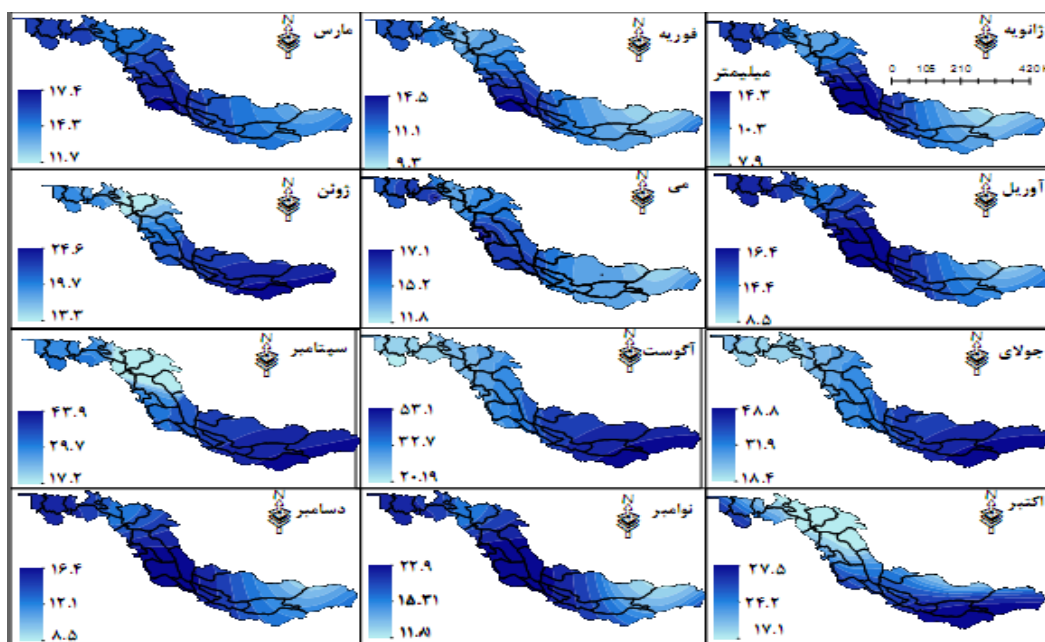 ژانویه
N
میلیمتر
0 105 210 420
۱۴.۳
۱۰.۳
۷.۹
فوریه
N
۱۴.۵
۱۱.۱
۹.۳
مارس
N
۱۷.۴
۱۴.۳
۱۱.۷
آوریل
N
۱۶.۴
۱۴.۴
۸.۵
می
N
۱۷.۱
۱۵.۲
۱۱.۸
ژوئن
N
۲۴.۶
۱۹.۷
۱۳.۳
جولای
N
۴۸.۸
۳۱.۹
۱۸.۴
آگوست
N
۵۳.۱
۳۲.۷
۲۰.۱۹
سپتامبر
N
۴۳.۹
۲۹.۷
۱۷.۲
اکتبر
N
۲۷.۵
۲۴.۲
۱۷.۱
نوامبر
N
۲۲.۹
۱۵.۳۱
۱۱.۸۵
دسامبر
N
۱۶.۴
۱۲.۱
۸.۵